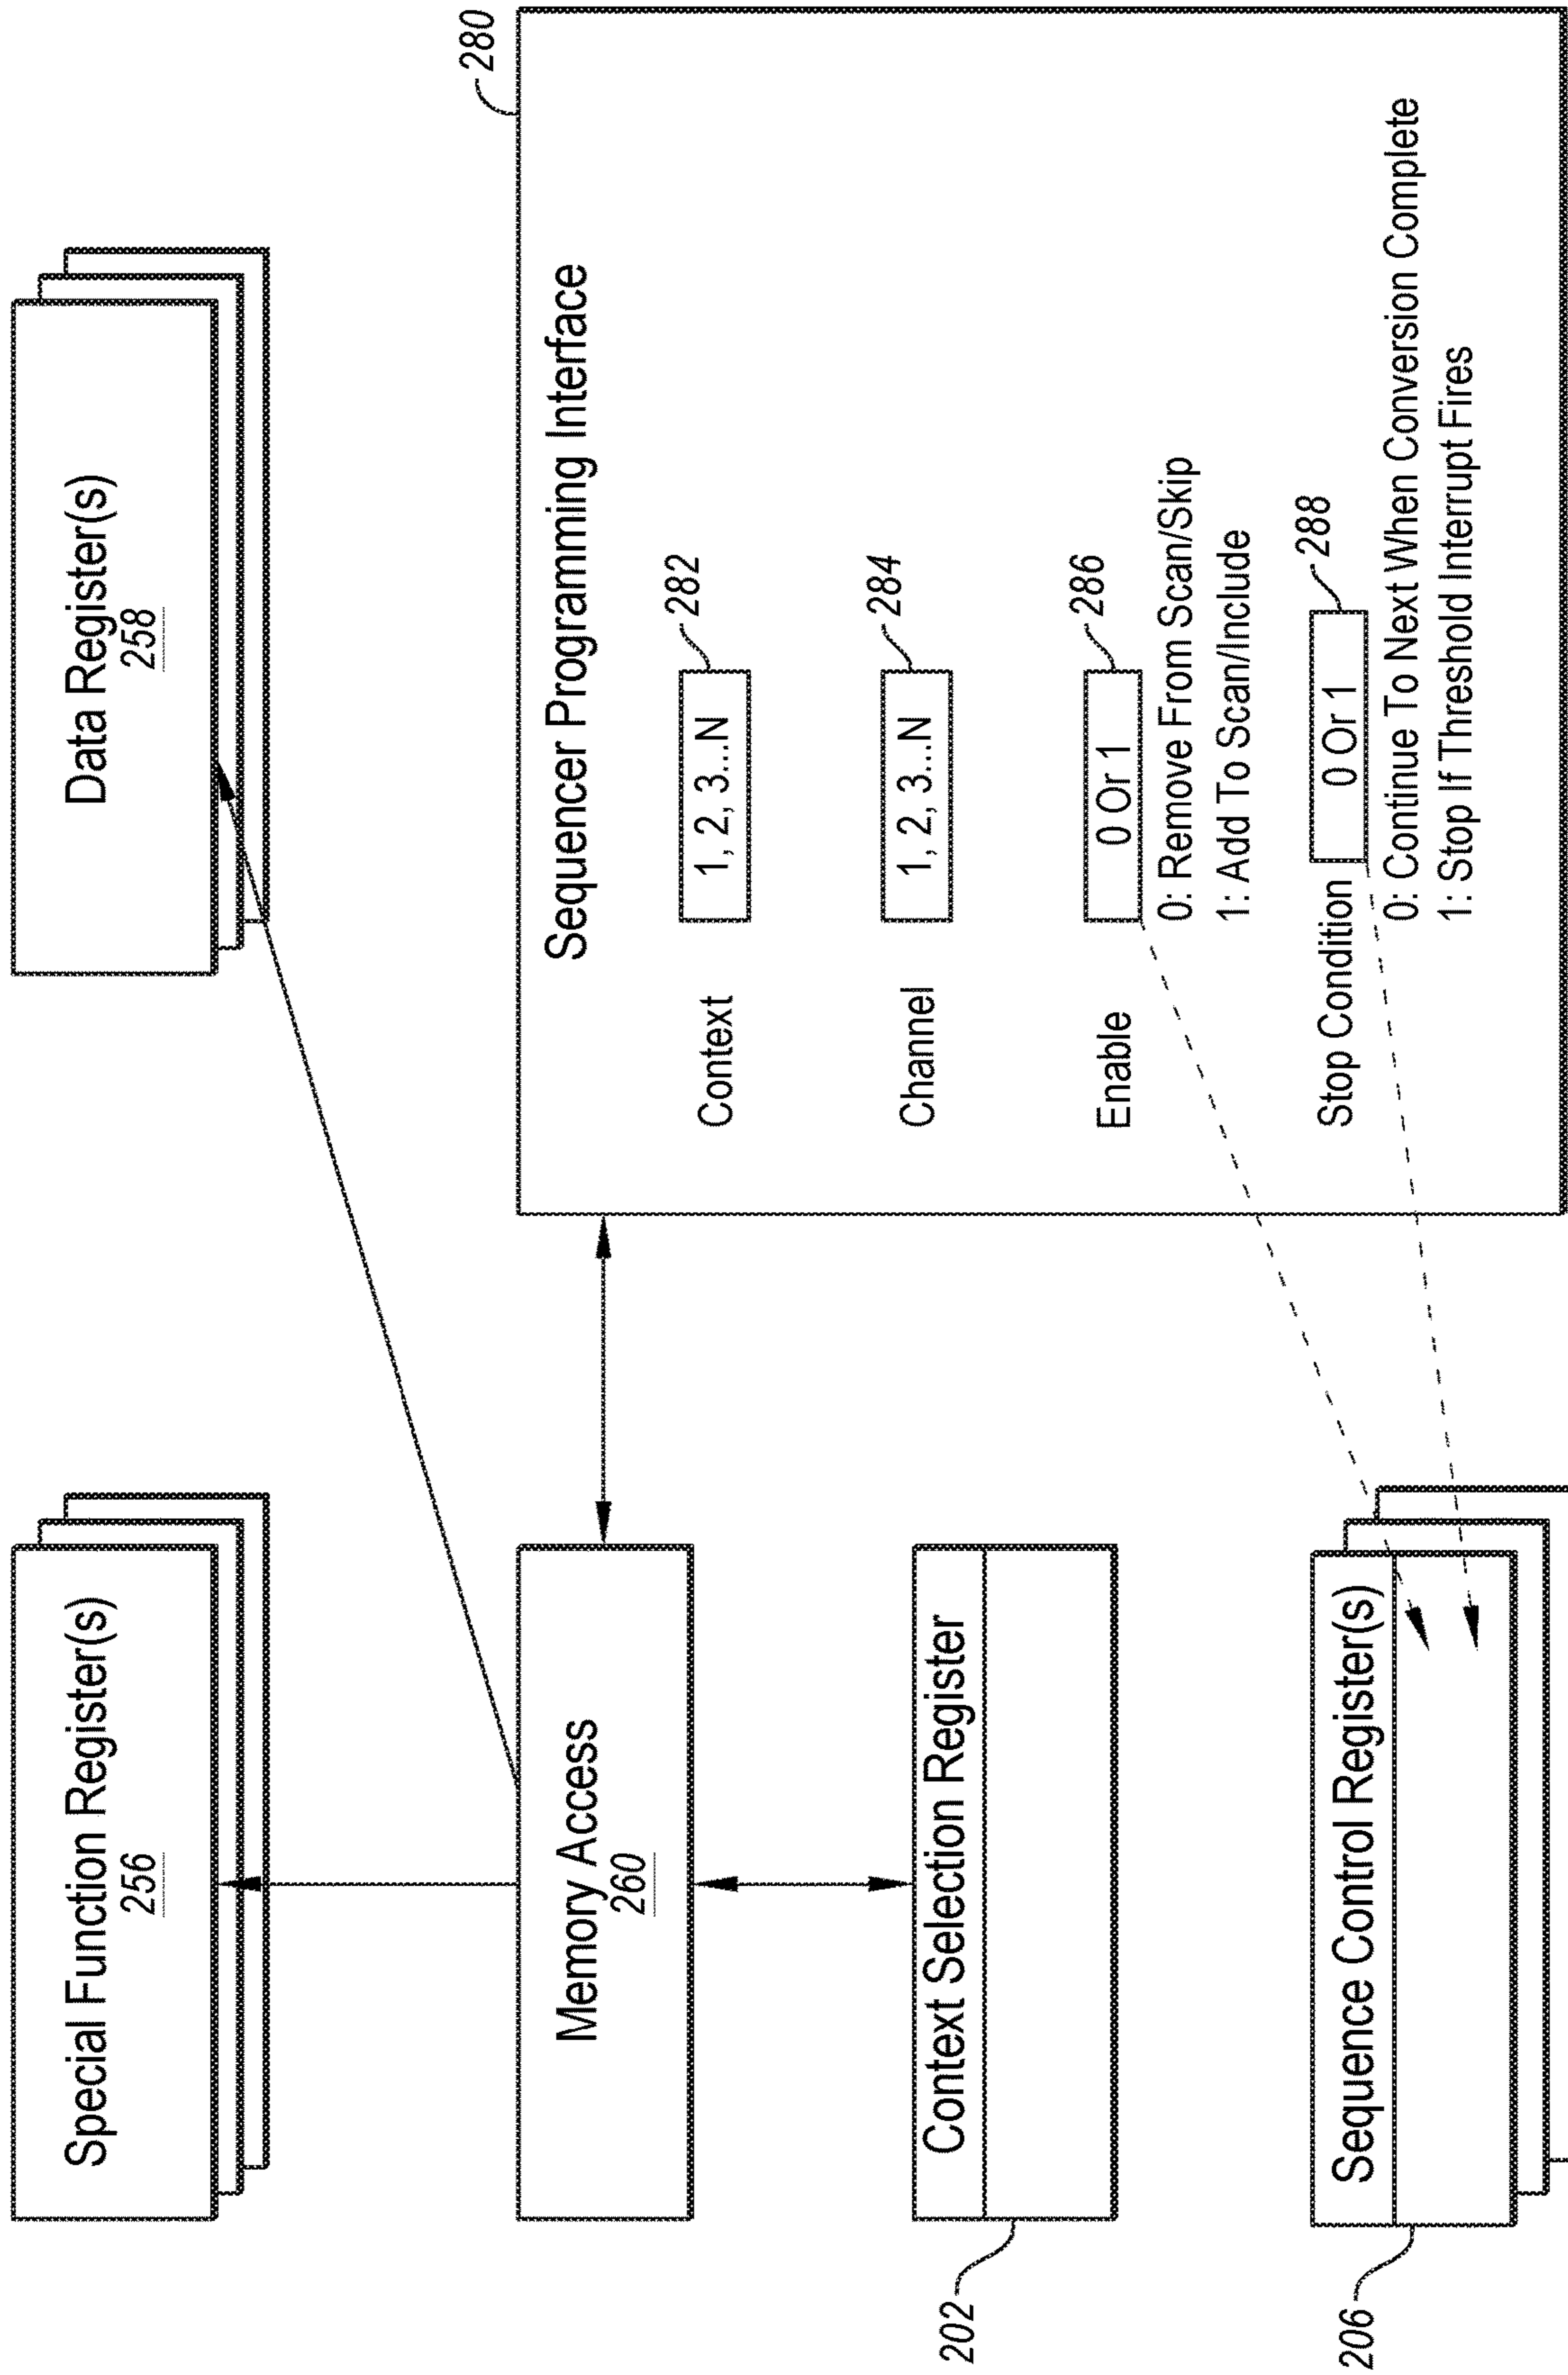 Special Function Register(s)
256
Data Register(s)
258
Memory Access
260
Context Selection Register
202
Sequence Control Register(s)
206
280
Sequencer Programming Interface
Context
1, 2, 3...N
282
Channel
1, 2, 3...N
284
Enable
0 Or 1
286
0: Remove From Scan/Skip
1: Add To Scan/Include
Stop Condition
0 Or 1
288
0: Continue To Next When Conversion Complete
1: Stop If Threshold Interrupt Fires